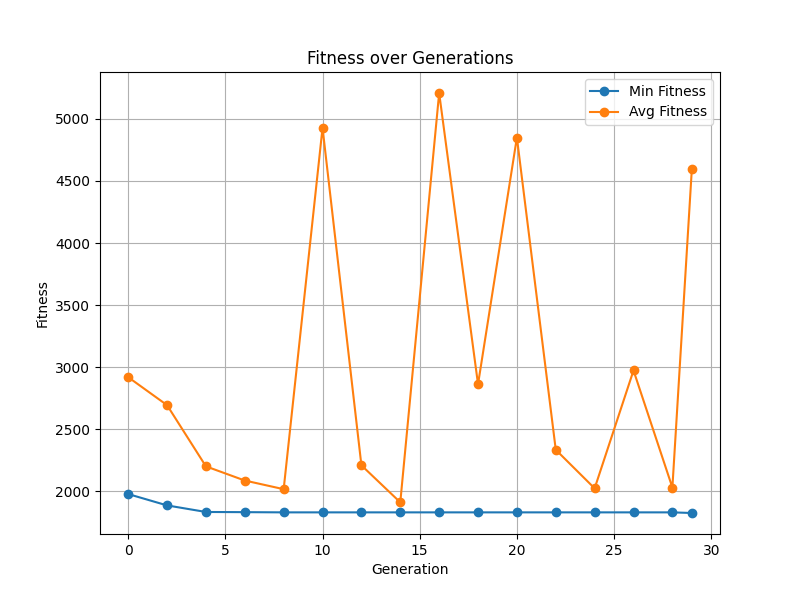 Fitness over Generations
Min Fitness
Avg Fitness
5000
4500
4000
3500
3000
2500
2000
Fitness
0 5 10 15 20 25 30
Generation